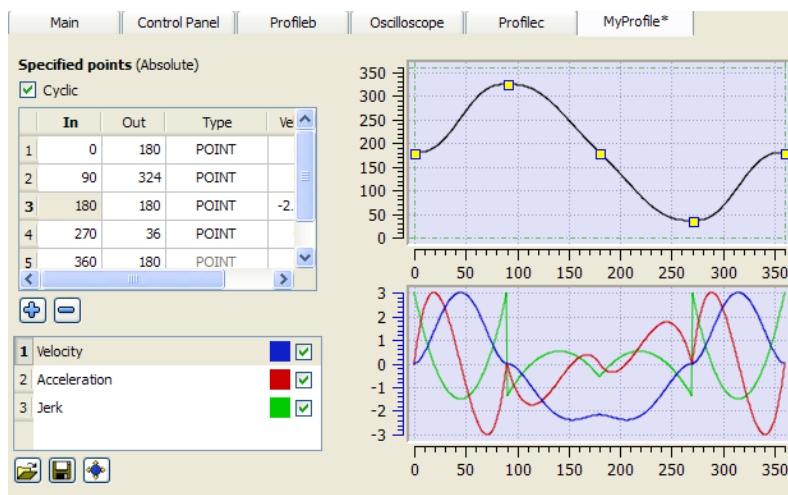 Main Control Panel Profileb Oscilloscope Profilec MyProfile*
Specified points (Absolute)
Cyclic
In Out Type Ve
1 0 180 POINT
2 90 324 POINT
3 180 180 POINT -2.
4 270 36 POINT
5 360 180 POINT
1 Velocity
2 Acceleration
3 Jerk
350
300
250
200
150
100
50
0
0 50 100 150 200 250 300 350
3
2
1
0
-1
-2
-3
0 50 100 150 200 250 300 350